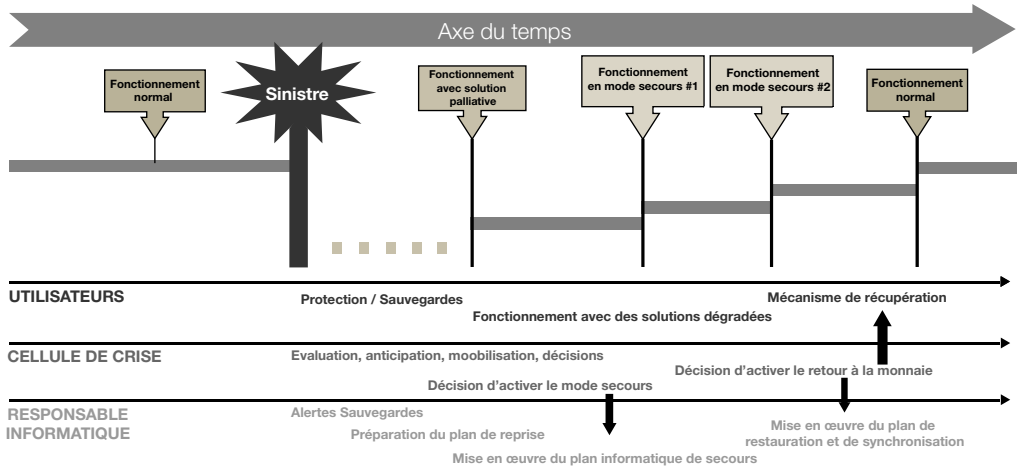 Axe du temps
Fonctionnement
normal
Sinistre
Fonctionnement
avec solution
palliative
Fonctionnement
en mode secours #1
Fonctionnement
en mode secours #2
Fonctionnement
normal
UTILISATEURS
Protection / Sauvegardes
Mécanisme de récupération
Fonctionnement avec des solutions dégradées
CELLULE DE CRISE
Evaluation, anticipation, moobilisation, décisions
Décision d'activer le retour à la monnaie
Décision d'activer le mode secours
RESPONSABLE
INFORMATIQUE
Alertes Sauvegardes
Préparation du plan de reprise
Mise en œuvre du plan de
restauration et de synchronisation
Mise en œuvre du plan informatique de secours